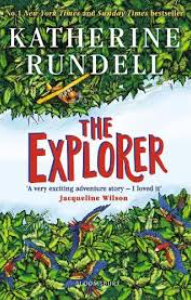 No.1 New York Times and Sunday Times bestseller
KATHERINE
RUNDELL
THE
EXPLORER
'A very exciting adventure story – I loved it'
Jacqueline Wilson
BLOOMSBURY